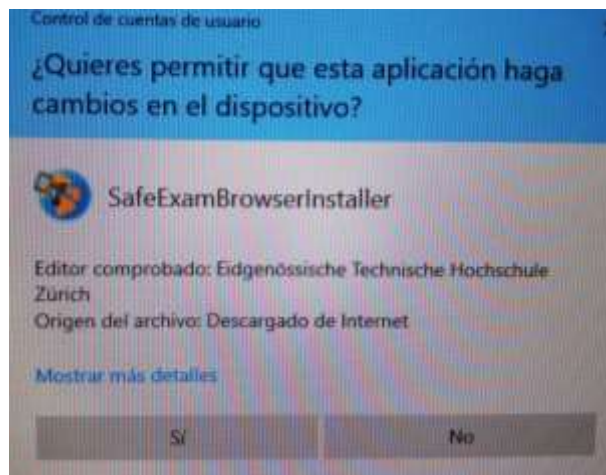 Control de cuentas de usuario
¿Quieres permitir que esta aplicación haga
cambios en el dispositivo?
SafeExamBrowserInstaller
Editor comprobado: Eidgenössische Technische Hochschule
Zürich
Origen del archivo: Descargado de Internet
Mostrar más detalles
Sí
No